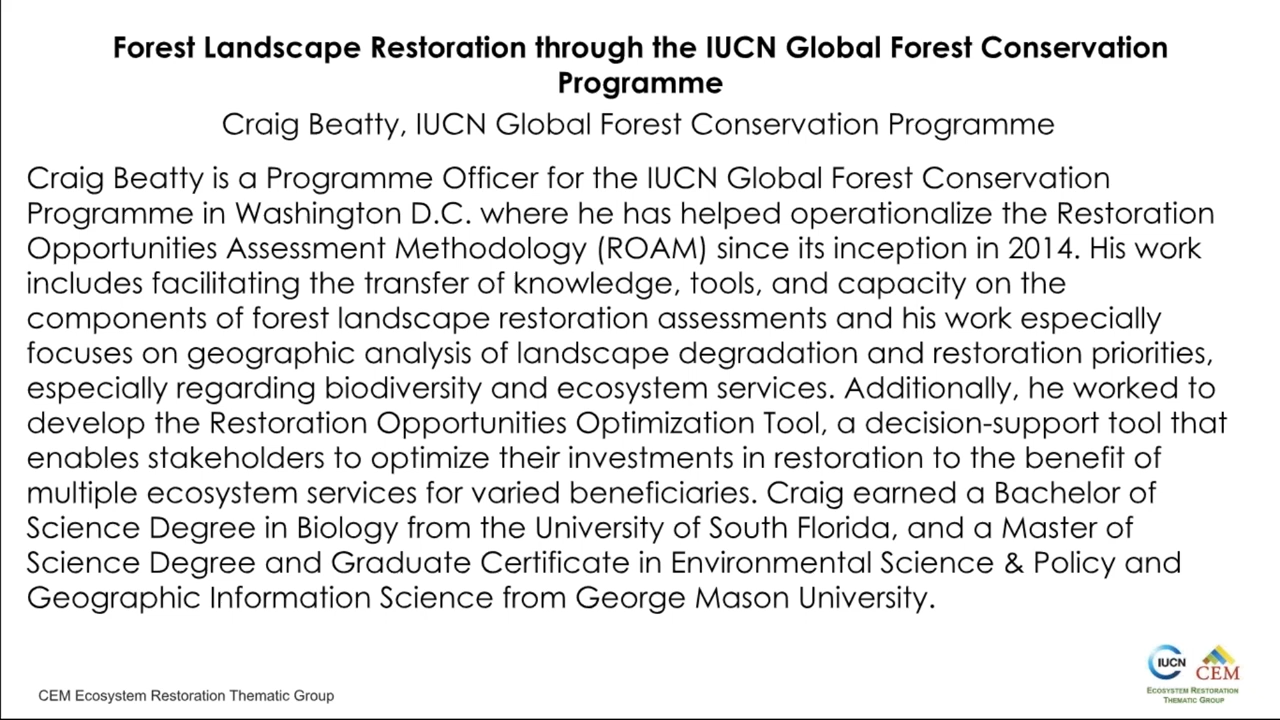 Forest Landscape Restoration through the IUCN Global Forest Conservation
Programme
Craig Beatty, IUCN Global Forest Conservation Programme
Craig Beatty is a Programme Officer for the IUCN Global Forest Conservation
Programme in Washington D.C. where he has helped operationalize the Restoration
Opportunities Assessment Methodology (ROAM) since its inception in 2014. His work
includes facilitating the transfer of knowledge, tools, and capacity on the
components of forest landscape restoration assessments and his work especially
focuses on geographic analysis of landscape degradation and restoration priorities,
especially regarding biodiversity and ecosystem services. Additionally, he worked to
develop the Restoration Opportunities Optimization Tool, a decision-support tool that
enables stakeholders to optimize their investments in restoration to the benefit of
multiple ecosystem services for varied beneficiaries. Craig earned a Bachelor of
Science Degree in Biology from the University of South Florida, and a Master of
Science Degree and Graduate Certificate in Environmental Science & Policy and
Geographic Information Science from George Mason University.
CEM Ecosystem Restoration Thematic Group
IUCN CEM
Ecosystem Restoration
Thematic Group